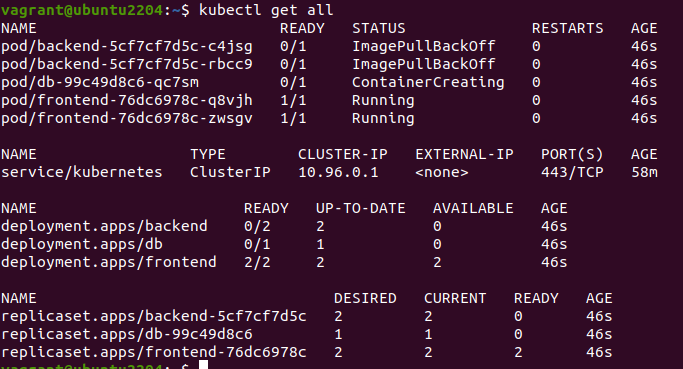 vagrant@ubuntu2204:~$ kubectl get all
NAME READY STATUS RESTARTS AGE
pod/backend-5cf7cf7d5c-c4jsg 0/1 ImagePullBackOff 0 46s
pod/backend-5cf7cf7d5c-rbcc9 0/1 ImagePullBackOff 0 46s
pod/db-99c49d8c6-qc7sm 0/1 ContainerCreating 0 46s
pod/frontend-76dc6978c-q8vjh 1/1 Running 0 46s
pod/frontend-76dc6978c-zwsgv 1/1 Running 0 46s
NAME TYPE CLUSTER-IP EXTERNAL-IP PORT(S) AGE
service/kubernetes ClusterIP 10.96.0.1 <none> 443/TCP 58m
NAME READY UP-TO-DATE AVAILABLE AGE
deployment.apps/backend 0/2 2 0 46s
deployment.apps/db 0/1 1 0 46s
deployment.apps/frontend 2/2 2 2 46s
NAME DESIRED CURRENT READY AGE
replicaset.apps/backend-5cf7cf7d5c 2 2 0 46s
replicaset.apps/db-99c49d8c6 1 1 0 46s
replicaset.apps/frontend-76dc6978c 2 2 2 46s
vagrant@ubuntu2204:~$